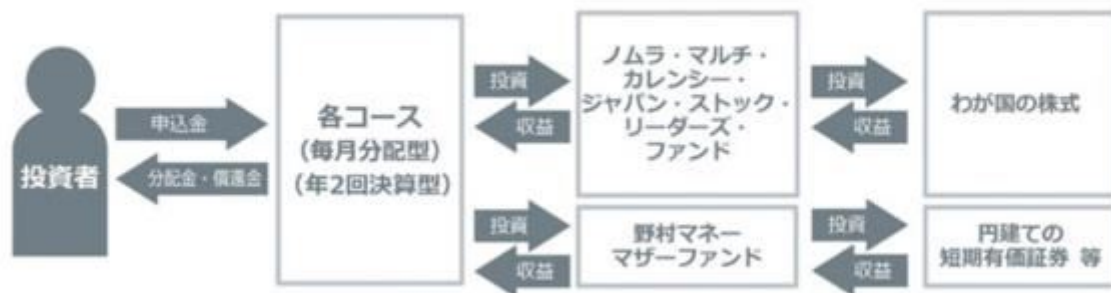 投資者
申込金
分配金・償還金
各コース
(毎月分配型)
(年2回決算型)
投資
収益
ノムラ・マルチ・
カレンシー・
ジャパン・ストック・
リーダーズ・
ファンド
投資
収益
わが国の株式
投資
収益
野村マネー
マザーファンド
投資
収益
円建ての
短期有価証券 等